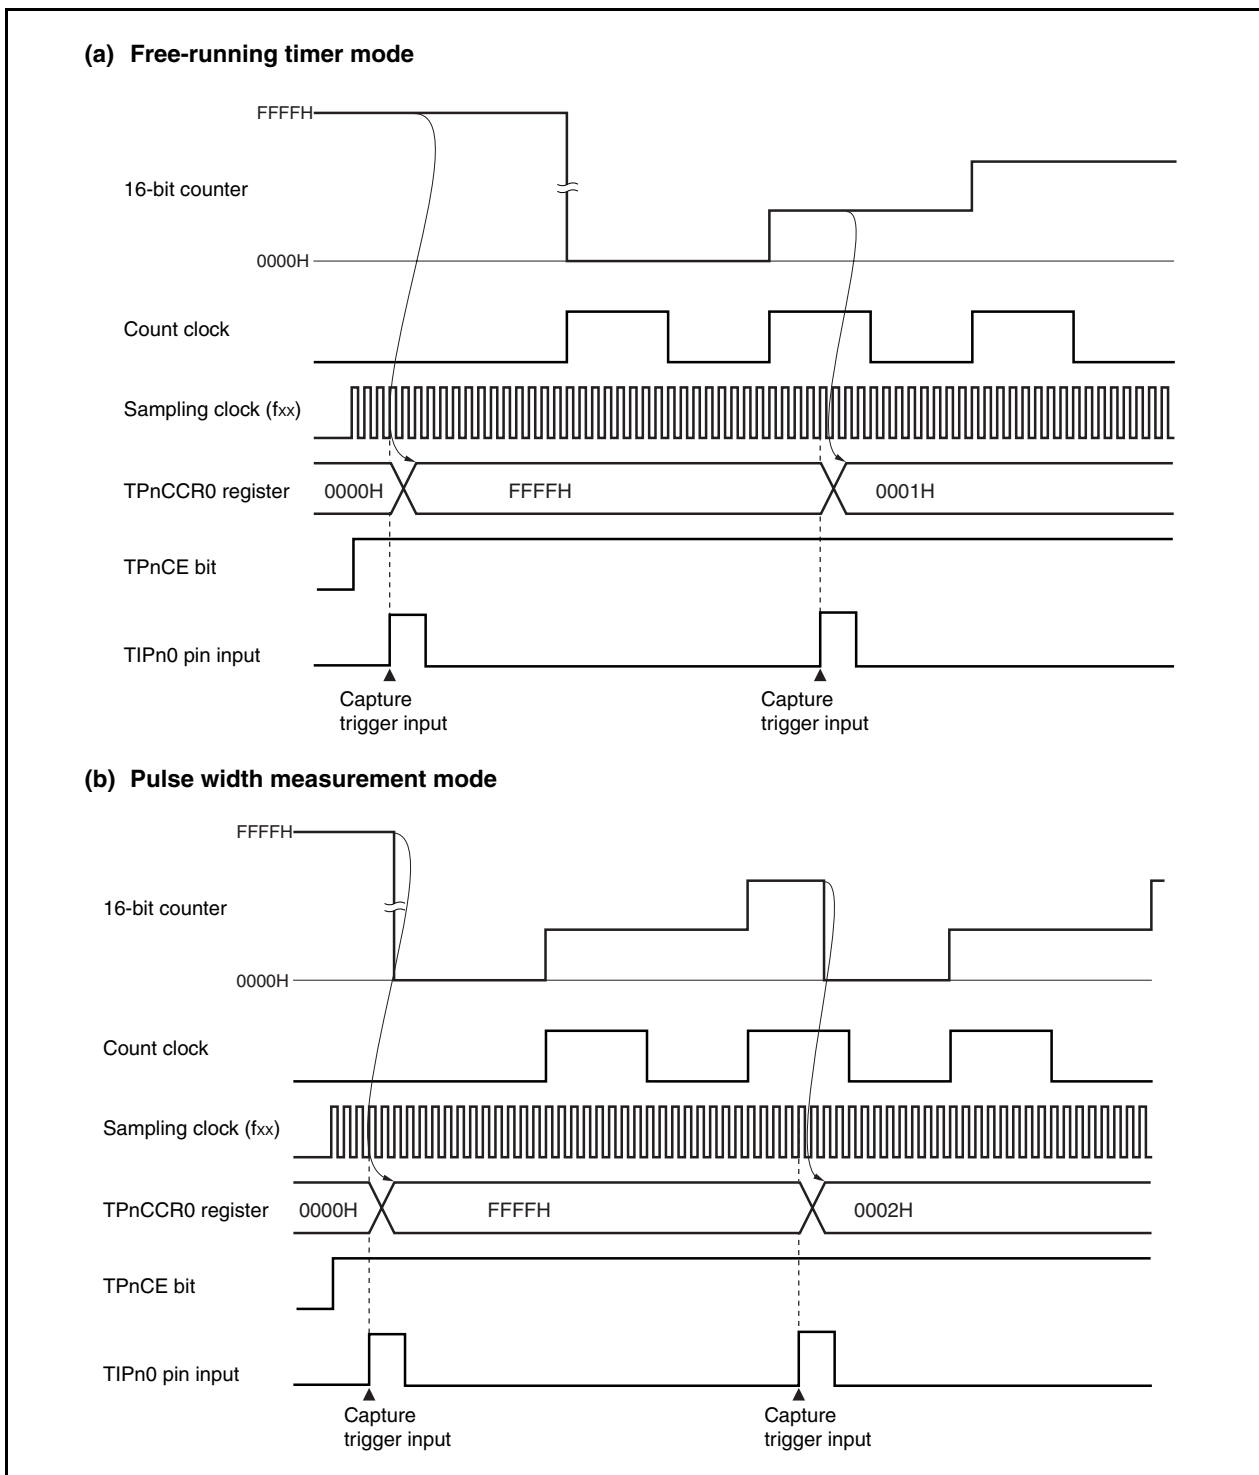 (a) Free-running timer mode
FFFFH
16-bit counter
0000H
Count clock
Sampling clock (fxx)
TPnCCR0 register
0000H
FFFFH
0001H
TPnCE bit
TIPn0 pin input
Capture
trigger input
Capture
trigger input
(b) Pulse width measurement mode
FFFFH
16-bit counter
0000H
Count clock
Sampling clock (fxx)
TPnCCR0 register
0000H
FFFFH
0002H
TPnCE bit
TIPn0 pin input
Capture
trigger input
Capture
trigger input